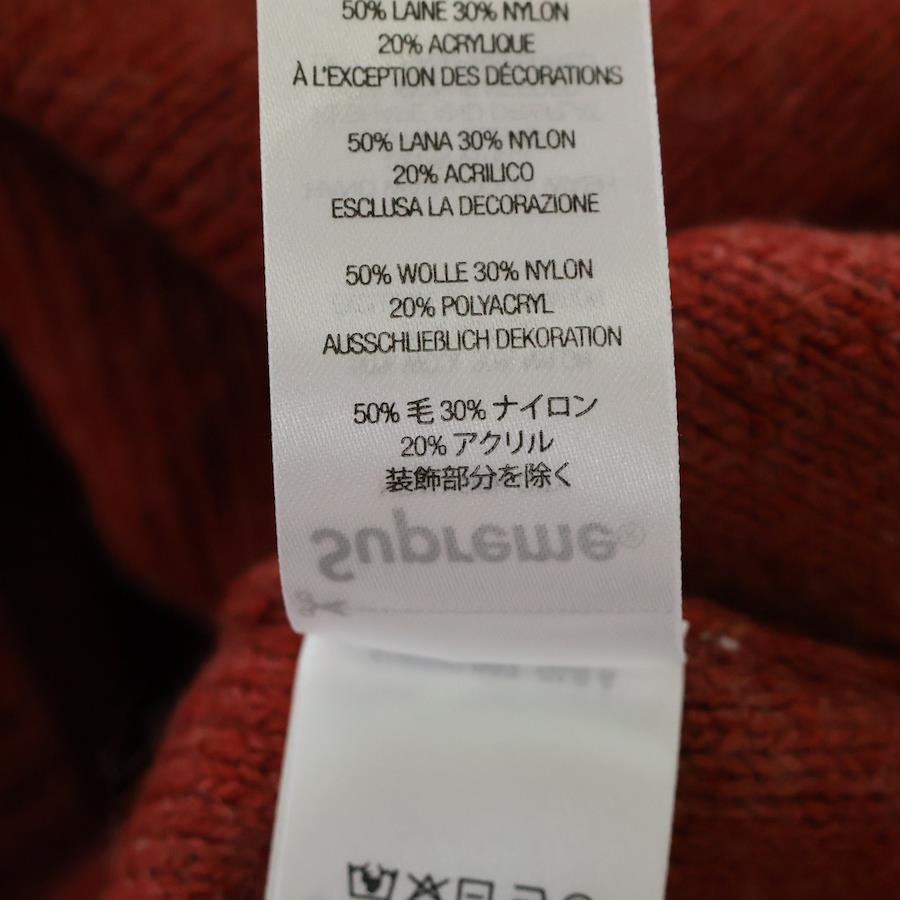 50% LAINE 30% NYLON
20% ACRYLIQUE
À L'EXCEPTION DES DÉCORATIONS
50% LANA 30% NYLON
20% ACRILICO
ESCLUSA LA DECORAZIONE
50% WOLLE 30% NYLON
20% POLYACRYL
AUSSCHLIEßLICH DEKORATION
50% 毛 30% ナイロン
20% アクリル
装飾部分を除く
Supreme®